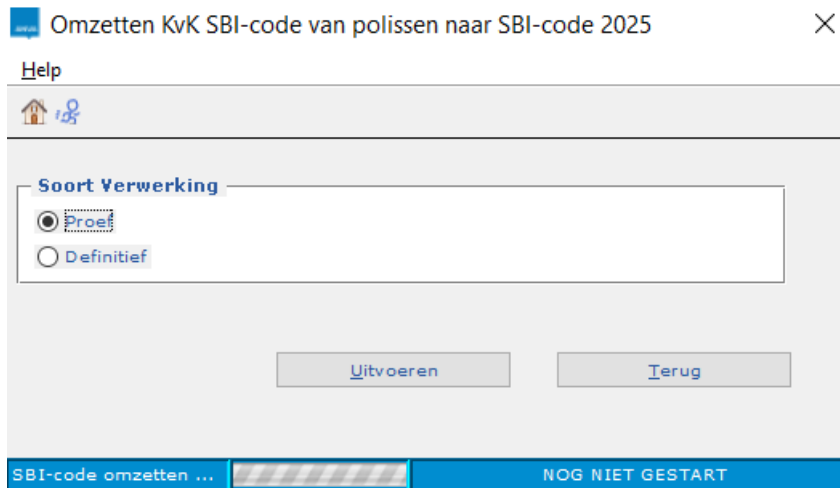 Omzetten KvK SBI-code van polissen naar SBI-code 2025
Help
Soort Verwerking
Proef
Definitief
Uitvoeren
Terug
SBI-code omzetten ...
NOG NIET GESTART